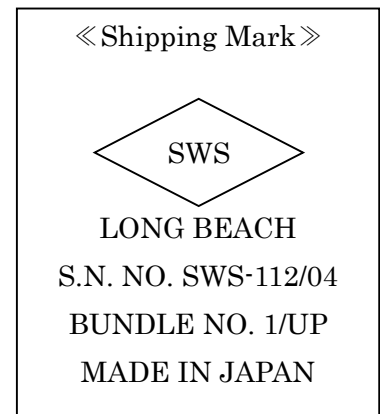 ≪Shipping Mark≫
SWS
LONG BEACH
S.N. NO. SWS-112/04
BUNDLE NO. 1/UP
MADE IN JAPAN